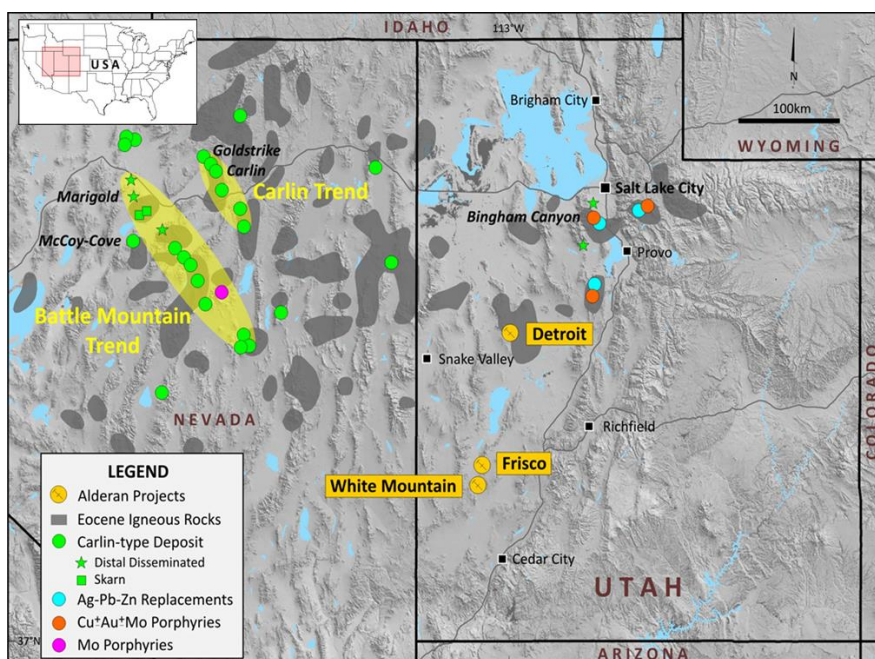 IDAHO
113°W
USA
N
100km
WYOMING
Brigham City
Goldstrike
Carlin
Carlin Trend
Marigold
Salt Lake City
Bingham Canyon
McCoy-Cove
Provo
Battle Mountain
Trend
Detroit
Snake Valley
COLORADO
NEVADA
Richfield
Frisco
White Mountain
LEGEND
Alderan Projects
Eocene Igneous Rocks
Carlin-type Deposit
Distal Disseminated
Skarn
Ag-Pb-Zn Replacements
Cu±Au±Mo Porphyries
Mo Porphyries
Cedar City
UTAH
37°N
ARIZONA